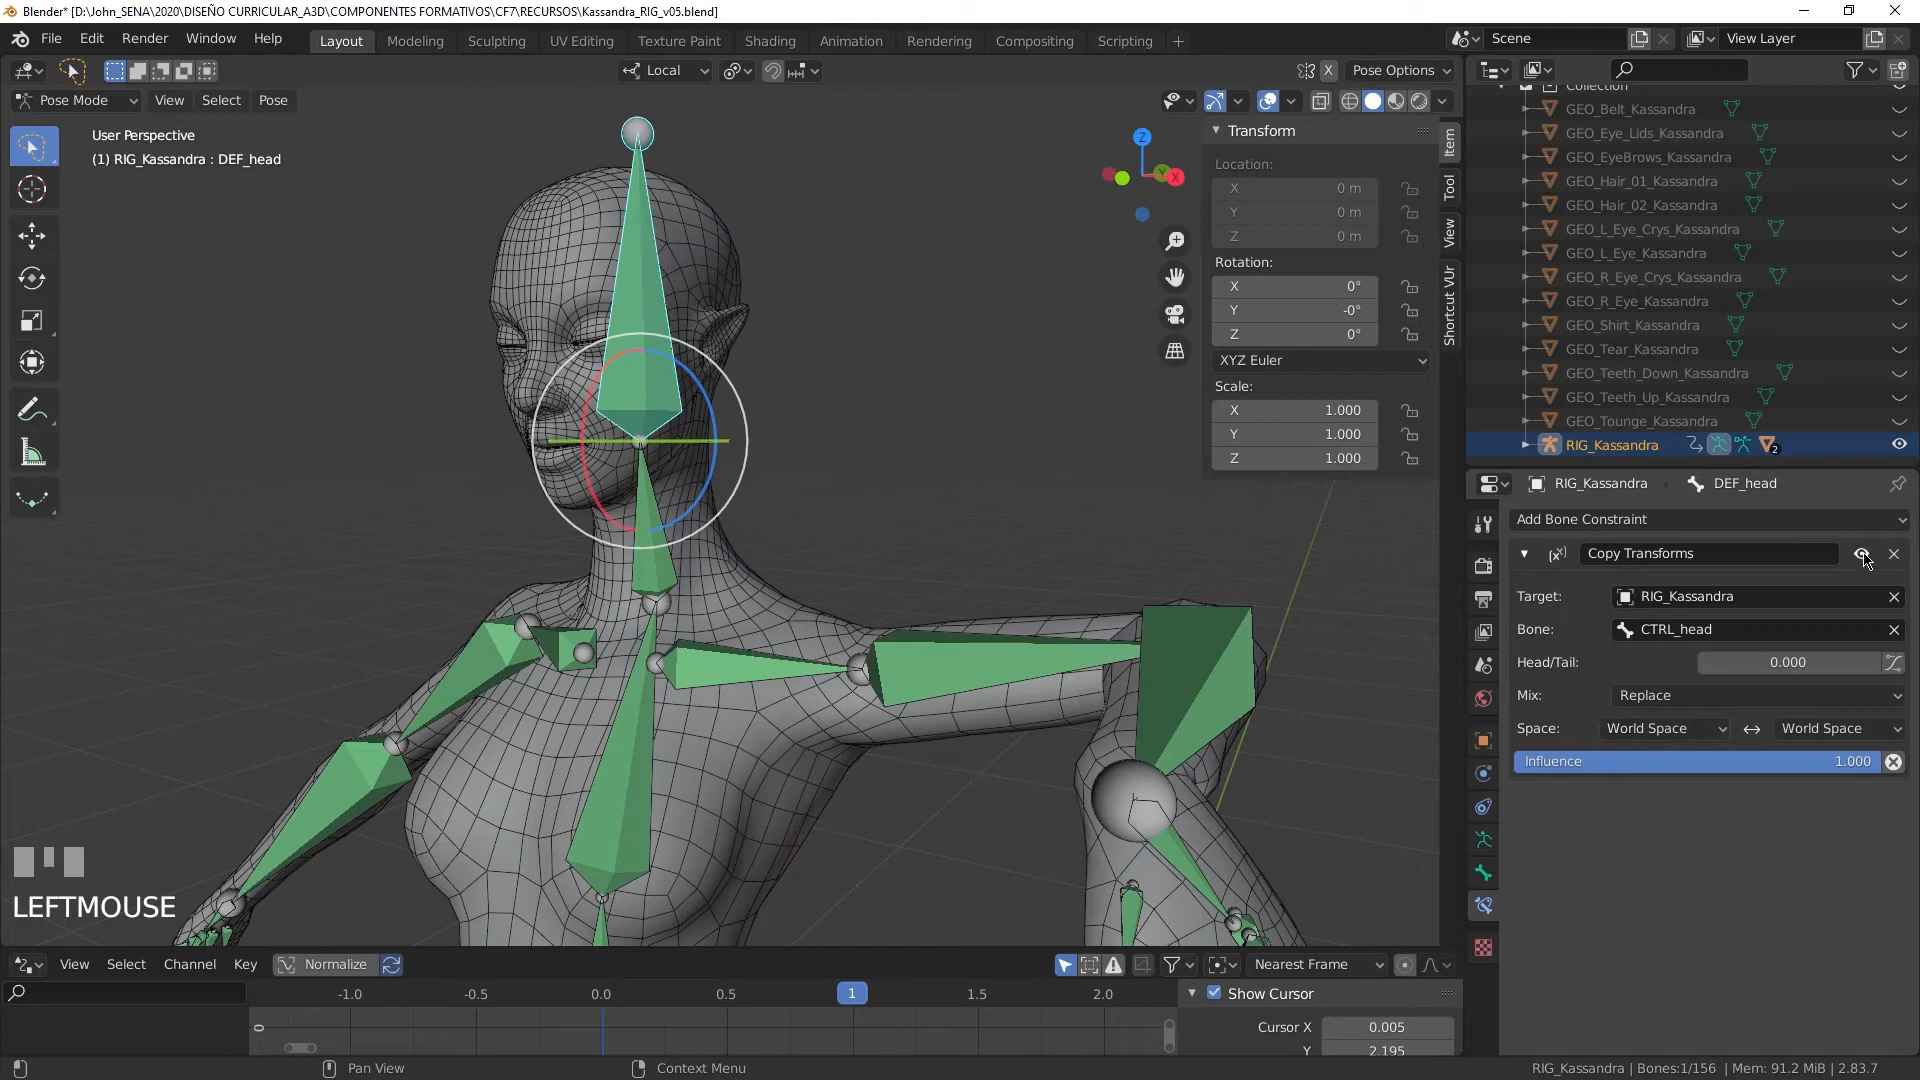 Blender* [D:\John_SENA\2020\DISEÑO CURRICULAR_A3D\COMPONENTES FORMATIVOS\CF7\RECURSOS\Kassandra_RIG_v05.blend]
File Edit Render Window Help
Layout Modeling Sculpting UV Editing Texture Paint Shading Animation Rendering Compositing Scripting +
Scene
View Layer
Local
X
Pose Options
Pose Mode View Select Pose
User Perspective
(1) RIG_Kassandra : DEF_head
Z
X
Transform
Location:
X 0 m
Y 0 m
Z 0 m
Rotation:
X 0°
Y -0°
Z 0°
XYZ Euler
Scale:
X 1.000
Y 1.000
Z 1.000
Item
Tool
View
Shortcut VUr
Collection
GEO_Belt_Kassandra
GEO_Eye_Lids_Kassandra
GEO_EyeBrows_Kassandra
GEO_Hair_01_Kassandra
GEO_Hair_02_Kassandra
GEO_L_Eye_Crys_Kassandra
GEO_L_Eye_Kassandra
GEO_R_Eye_Crys_Kassandra
GEO_R_Eye_Kassandra
GEO_Shirt_Kassandra
GEO_Tear_Kassandra
GEO_Teeth_Down_Kassandra
GEO_Teeth_Up_Kassandra
GEO_Tounge_Kassandra
RIG_Kassandra 2
RIG_Kassandra DEF_head
Add Bone Constraint
Copy Transforms
Target: RIG_Kassandra
Bone: CTRL_head
Head/Tail: 0.000
Mix: Replace
Space: World Space World Space
Influence 1.000
LEFTMOUSE
View Select Channel Key Normalize
Nearest Frame
-1.0 -0.5 0.0 0.5 1 1.5 2.0
0
Show Cursor
Cursor X 0.005
Y 2.195
Pan View
Context Menu
RIG_Kassandra | Bones:1/156 | Mem: 91.2 MiB | 2.83.7